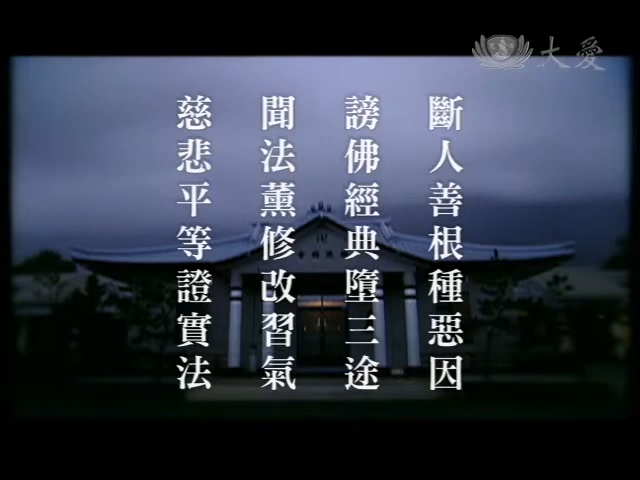 大愛
斷人善根種惡因
謗佛經典墮三途
聞法薰修改習氣
慈悲平等證實法